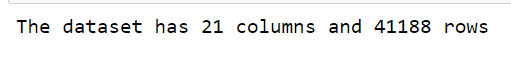 The dataset has 21 columns and 41188 rows